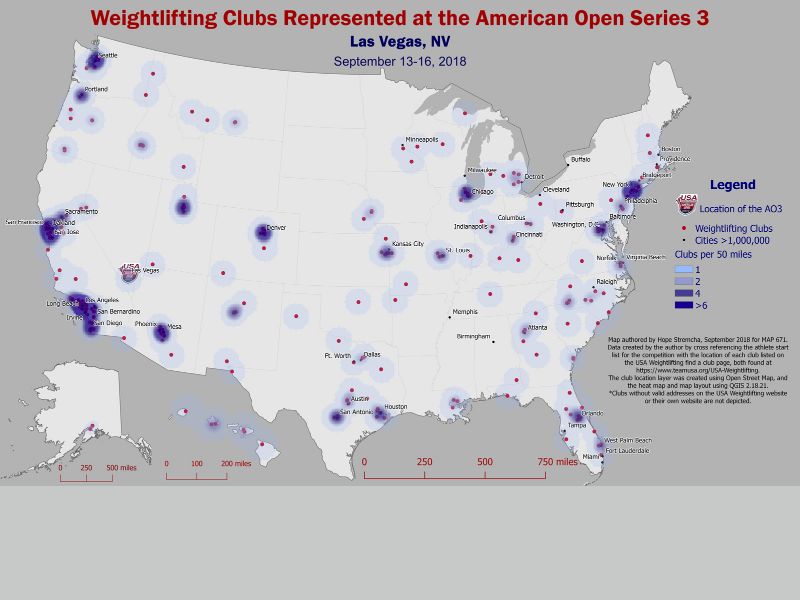 Weightlifting Clubs Represented at the American Open Series 3
Las Vegas, NV
September 13-16, 2018
Seattle
Portland
Minneapolis
Milwaukee
Detroit
Buffalo
Boston
Providence
Bridgeport
New York
Chicago
Cleveland
Pittsburgh
Philadelphia
Baltimore
Washington, D.C.
Sacramento
San Francisco
Oakland
San Jose
Denver
Kansas City
St. Louis
Indianapolis
Columbus
Cincinnati
Norfolk
Virginia Beach
Raleigh
USA
Las Vegas
Long Beach
Los Angeles
San Bernardino
Irvine
San Diego
Phoenix
Mesa
Memphis
Birmingham
Atlanta
Ft. Worth
Dallas
Austin
San Antonio
Houston
Orlando
Tampa
West Palm Beach
Fort Lauderdale
Miami
Legend
USA
Location of the AO3
Weightlifting Clubs
Cities >1,000,000
Clubs per 50 miles
1
2
4
>6
Map authored by Hope Stromcha, September 2018 for MAP 671.
Data created by the author by cross referencing the athlete start
list for the competition with the location of each club listed on
the USA Weightlifting find a club page, both found at
https://www.teamusa.org/USA-Weightlifting.
The club location layer was created using Open Street Map, and
the heat map and map layout using QGIS 2.18.21.
*Clubs without valid addresses on the USA Weightlifting website
or their own website are not depicted.
0 250 500 miles
0 100 200 miles
0 250 500 750 miles